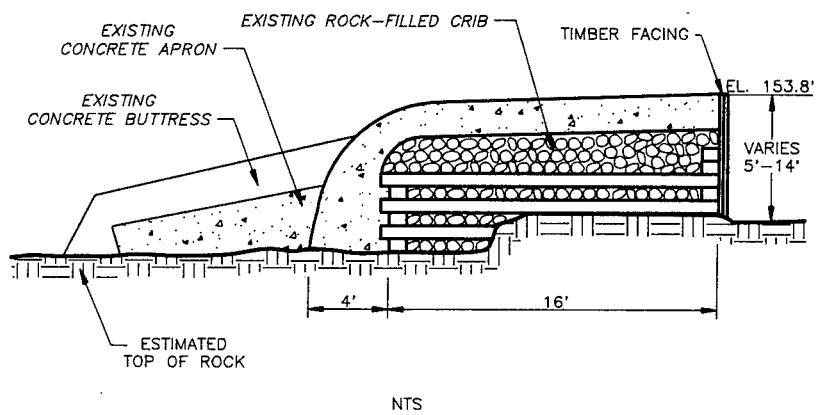 EXISTING
CONCRETE APRON
EXISTING ROCK-FILLED CRIB
TIMBER FACING
EL. 153.8'
EXISTING
CONCRETE BUTTRESS
VARIES
5'-14'
4'
16'
ESTIMATED
TOP OF ROCK
NTS